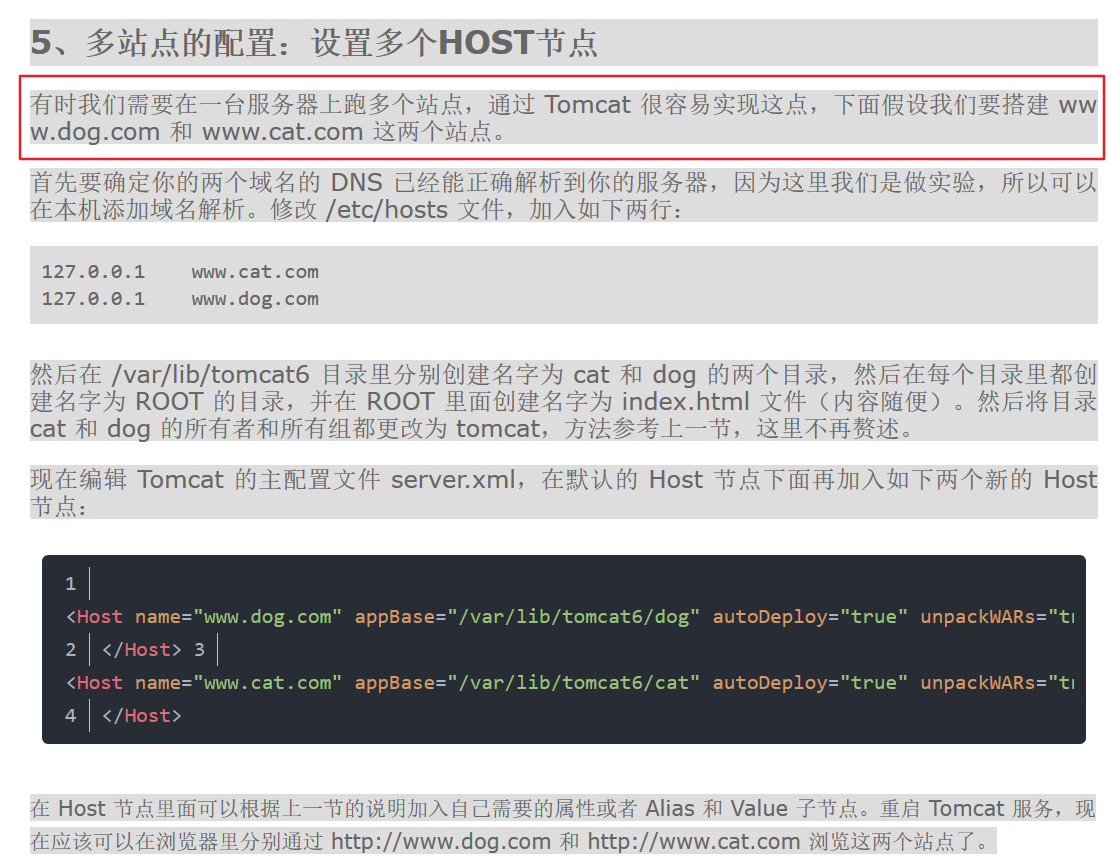 5、多站点的配置：设置多个HOST节点
有时我们需要在一台服务器上跑多个站点，通过 Tomcat 很容易实现这点，下面假设我们要搭建 ww
w.dog.com 和 www.cat.com 这两个站点。
首先要确定你的两个域名的 DNS 已经能正确解析到你的服务器，因为这里我们是做实验，所以可以
在本机添加域名解析。修改 /etc/hosts 文件，加入如下两行：
127.0.0.1    www.cat.com
127.0.0.1    www.dog.com
然后在 /var/lib/tomcat6 目录里分别创建名字为 cat 和 dog 的两个目录，然后在每个目录里都创
建名字为 ROOT 的目录，并在 ROOT 里面创建名字为 index.html 文件（内容随便）。然后将目录
cat 和 dog 的所有者和所有组都更改为 tomcat，方法参考上一节，这里不再赘述。
现在编辑 Tomcat 的主配置文件 server.xml，在默认的 Host 节点下面再加入如下两个新的 Host
节点：
1
<Host name="www.dog.com" appBase="/var/lib/tomcat6/dog" autoDeploy="true" unpackWARs="tr
2 </Host> 3
<Host name="www.cat.com" appBase="/var/lib/tomcat6/cat" autoDeploy="true" unpackWARs="tr
4 </Host>
在 Host 节点里面可以根据上一节的说明加入自己需要的属性或者 Alias 和 Value 子节点。重启 Tomcat 服务，现
在应该可以在浏览器里分别通过 http://www.dog.com 和 http://www.cat.com 浏览这两个站点了。